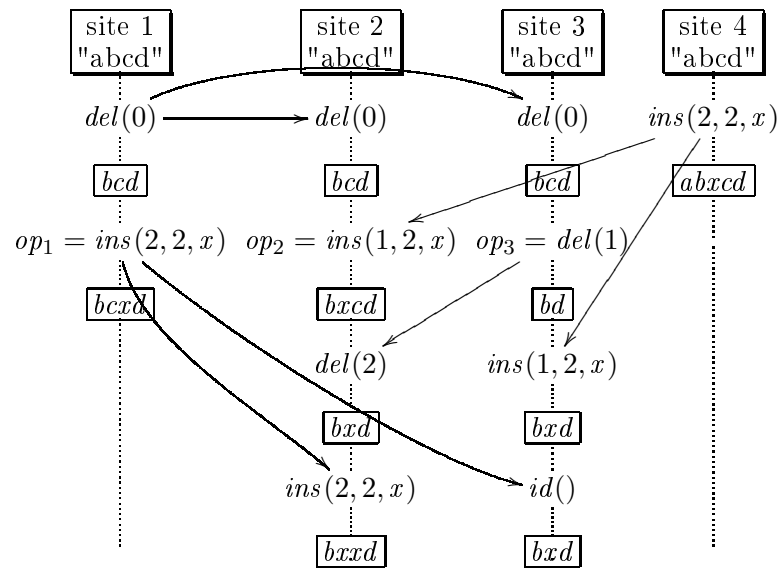 site 1 site 2 site 3 site 4
"abcd" "abcd" "abcd" "abcd"
del(0) del(0) del(0) ins(2, 2, x)
bcd bcd bcd abxcd
op₁ = ins(2, 2, x) op₂ = ins(1, 2, x) op₃ = del(1)
bcxd bxcd bd
del(2) ins(1, 2, x)
bxd bxd
ins(2, 2, x) id()
bxxd bxd